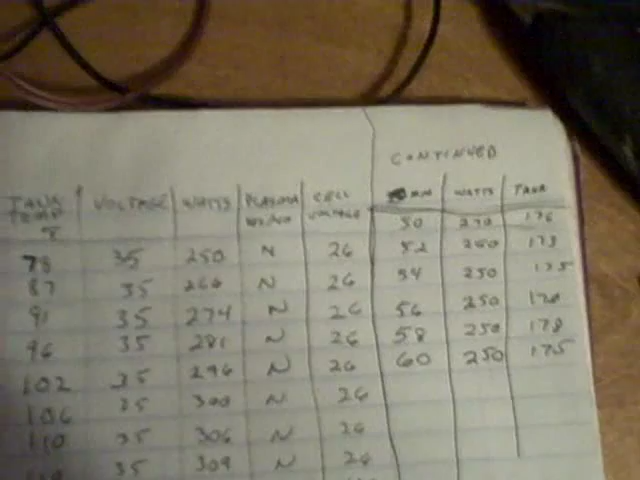 CONTINUED
TANK TEMP VOLTAGE WATTS PLASMA CELL VOLTAGE MIN WATTS TANK
50 270 176
78 35 250 N 26 52 250 173
87 35 266 N 26 54 250 175
91 35 274 N 26 56 250 176
96 35 281 N 26 58 250 178
102 35 296 N 26 60 250 175
106 35 300 N 26
110 35 306 N 26
35 309 N 26